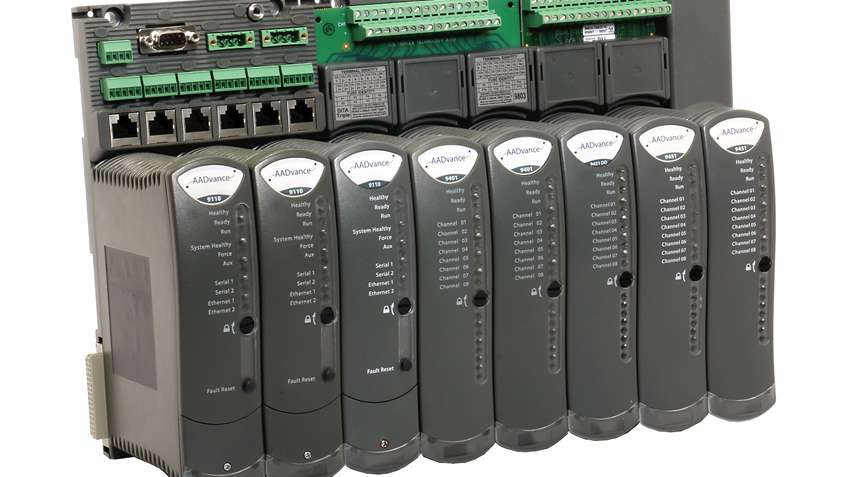 DITA
Triple
9803
AADvance
9110
Healthy
Ready
Run
System Healthy
Force
Aux
Serial 1
Serial 2
Ethernet 1
Ethernet 2
Fault Reset
AADvance
9110
Healthy
Ready
Run
System Healthy
Force
Aux
Serial 1
Serial 2
Ethernet 1
Ethernet 2
Fault Reset
AADvance
9110
Healthy
Ready
Run
System Healthy
Force
Aux
Serial 1
Serial 2
Ethernet 1
Ethernet 2
Fault Reset
AADvance
Healthy
Ready
Run
Channel 01
Channel 02
Channel 03
Channel 04
Channel 05
Channel 06
Channel 07
Channel 08
AADvance
9401
Healthy
Ready
Run
Channel 01
Channel 02
Channel 03
Channel 04
Channel 05
Channel 06
Channel 07
Channel 08
AADvance
Healthy
Ready
Run
Channel 01
Channel 02
Channel 03
Channel 04
Channel 05
Channel 06
Channel 07
Channel 08
AADvance
9451
Healthy
Ready
Run
Channel 01
Channel 02
Channel 03
Channel 04
Channel 05
Channel 06
Channel 07
Channel 08
AADvance
9451
Healthy
Ready
Run
Channel 01
Channel 02
Channel 03
Channel 04
Channel 05
Channel 06
Channel 07
Channel 08